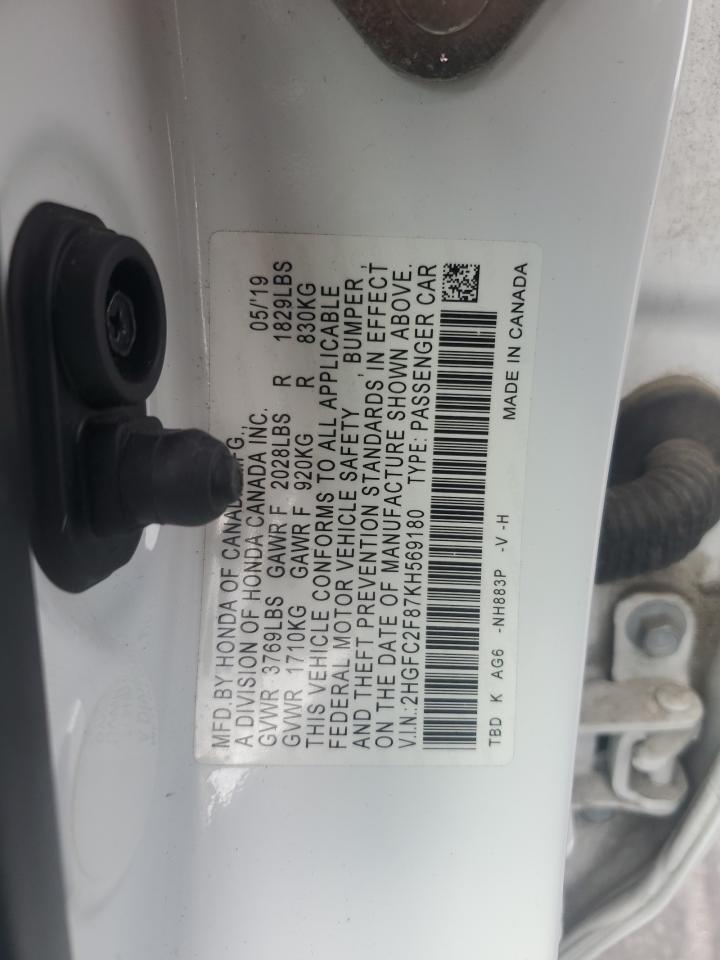 MFD.BY HONDA OF CANADA MFG., 05/'19
A DIVISION OF HONDA CANADA INC.
GVWR 3769LBS GAWR F 2028LBS R 1829LBS
GVWR 1710KG GAWR F 920KG R 830KG
THIS VEHICLE CONFORMS TO ALL APPLICABLE
FEDERAL MOTOR VEHICLE SAFETY , BUMPER ,
AND THEFT PREVENTION STANDARDS IN EFFECT
ON THE DATE OF MANUFACTURE SHOWN ABOVE.
V.I.N.:2HGFC2F87KH569180 TYPE: PASSENGER CAR
TBD K AG6 -NH883P -V -H MADE IN CANADA